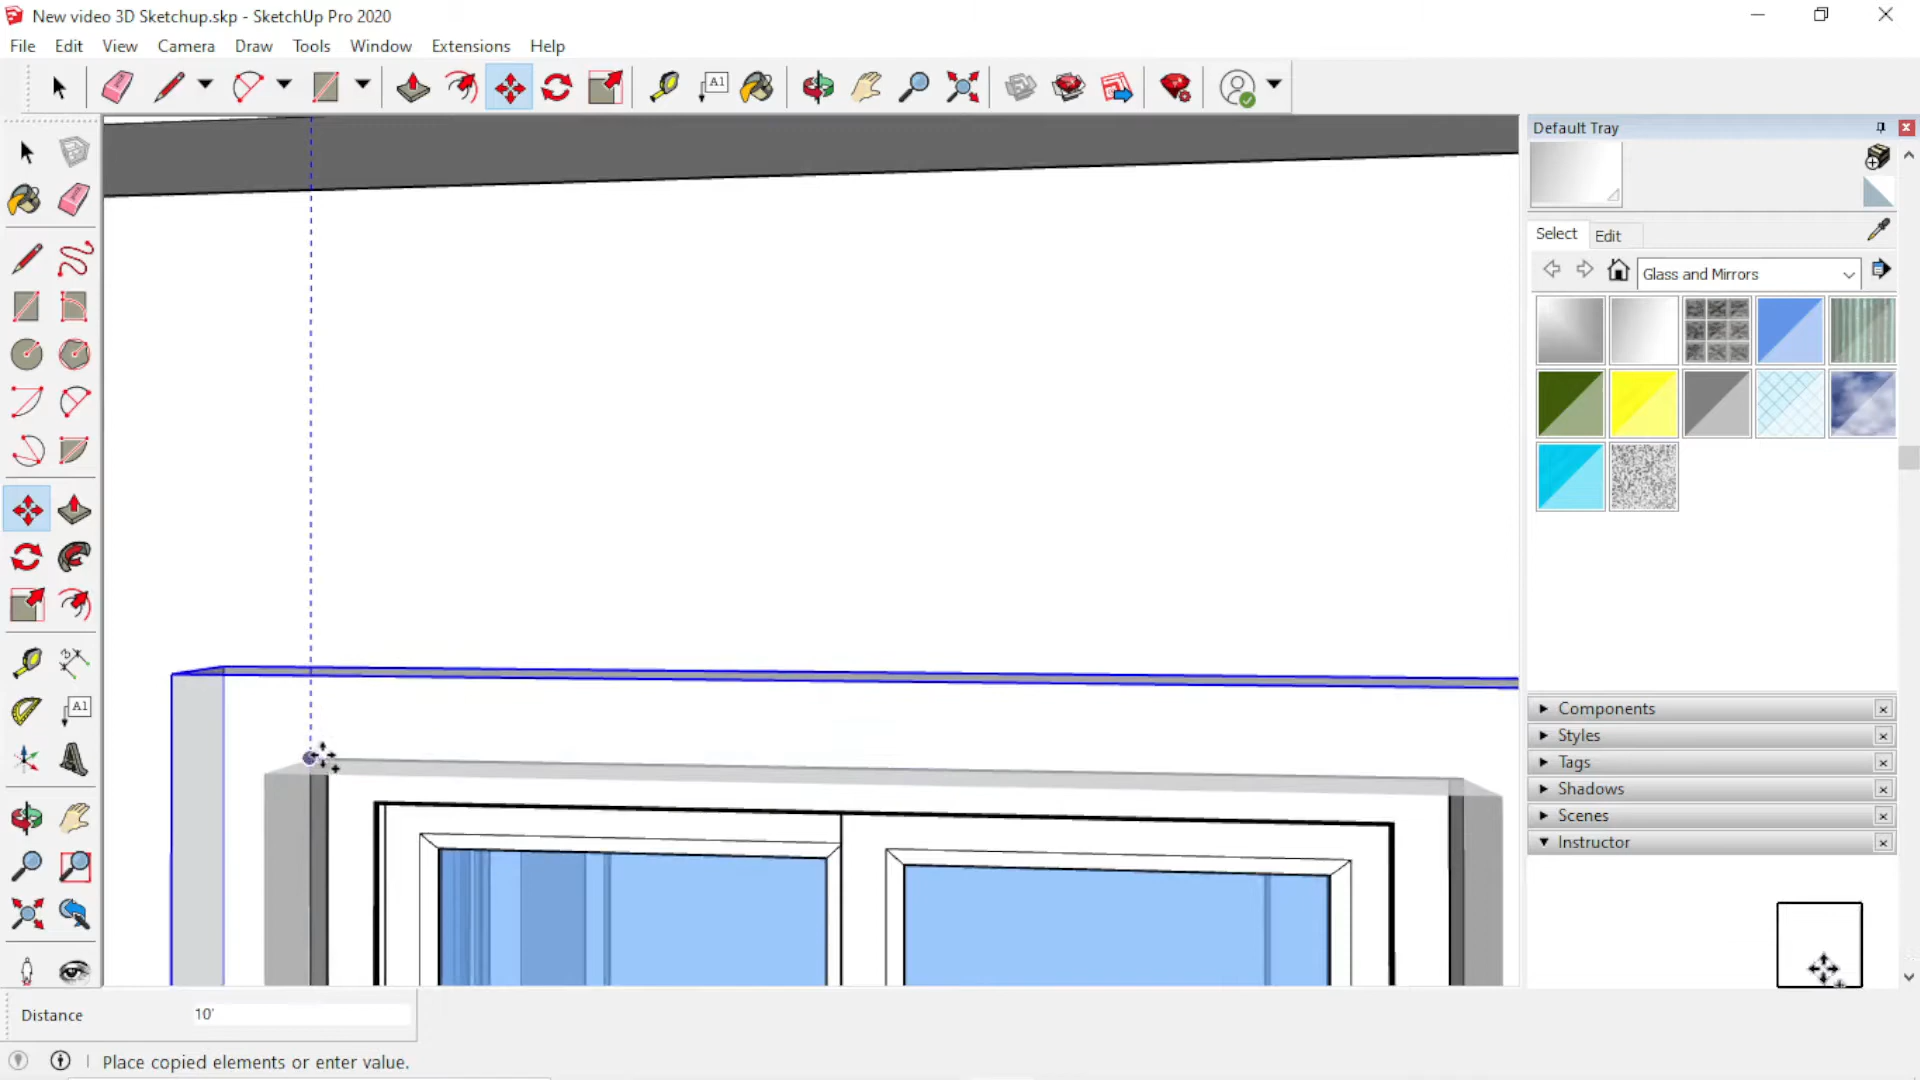 New video 3D Sketchup.skp - SketchUp Pro 2020
File Edit View Camera Draw Tools Window Extensions Help
A1
Default Tray
Select Edit
Glass and Mirrors
A1
Components
Styles
Tags
Shadows
Scenes
Instructor
Distance 10'
Place copied elements or enter value.